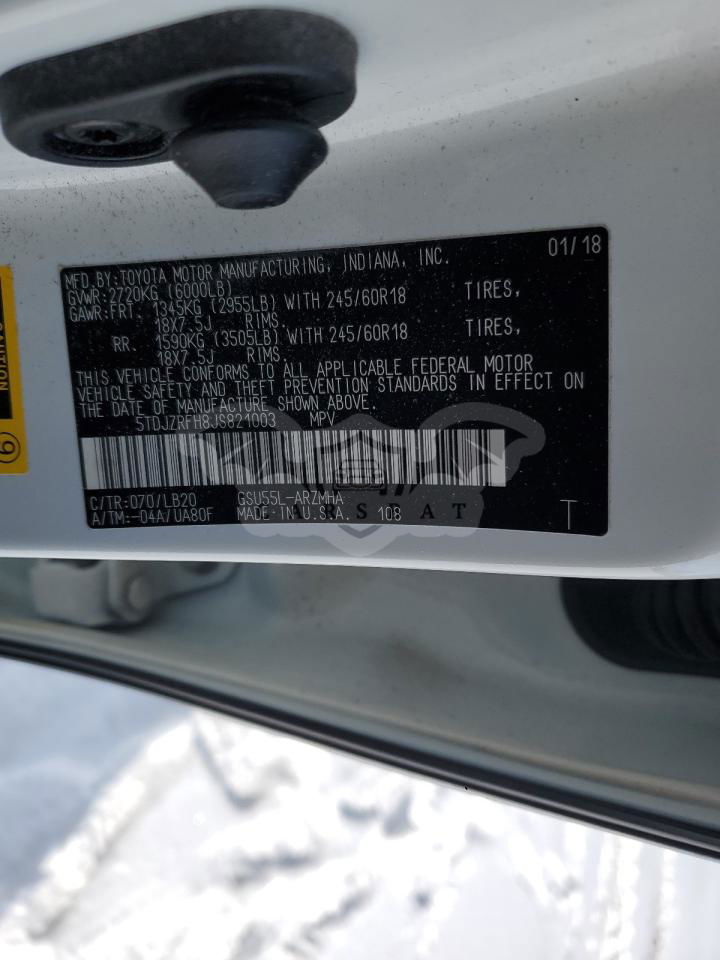 MFD.BY:TOYOTA MOTOR MANUFACTURING, INDIANA, INC. 01/18
GVWR:2720KG (6000LB)
GAWR:FRT. 1345KG (2955LB) WITH 245/60R18 TIRES,
18X7.5J RIMS.
RR. 1590KG (3505LB) WITH 245/60R18 TIRES,
18X7.5J RIMS.
THIS VEHICLE CONFORMS TO ALL APPLICABLE FEDERAL MOTOR
VEHICLE SAFETY AND THEFT PREVENTION STANDARDS IN EFFECT ON
THE DATE OF MANUFACTURE SHOWN ABOVE.
5TDJZRFH8JS821003 MPV
C/TR:070/LB20 GSU55L-ARZMHA
A/TM:-04A/UA80F MADE IN U.S.A. 108 T
CARSFAT
CAUTION
6